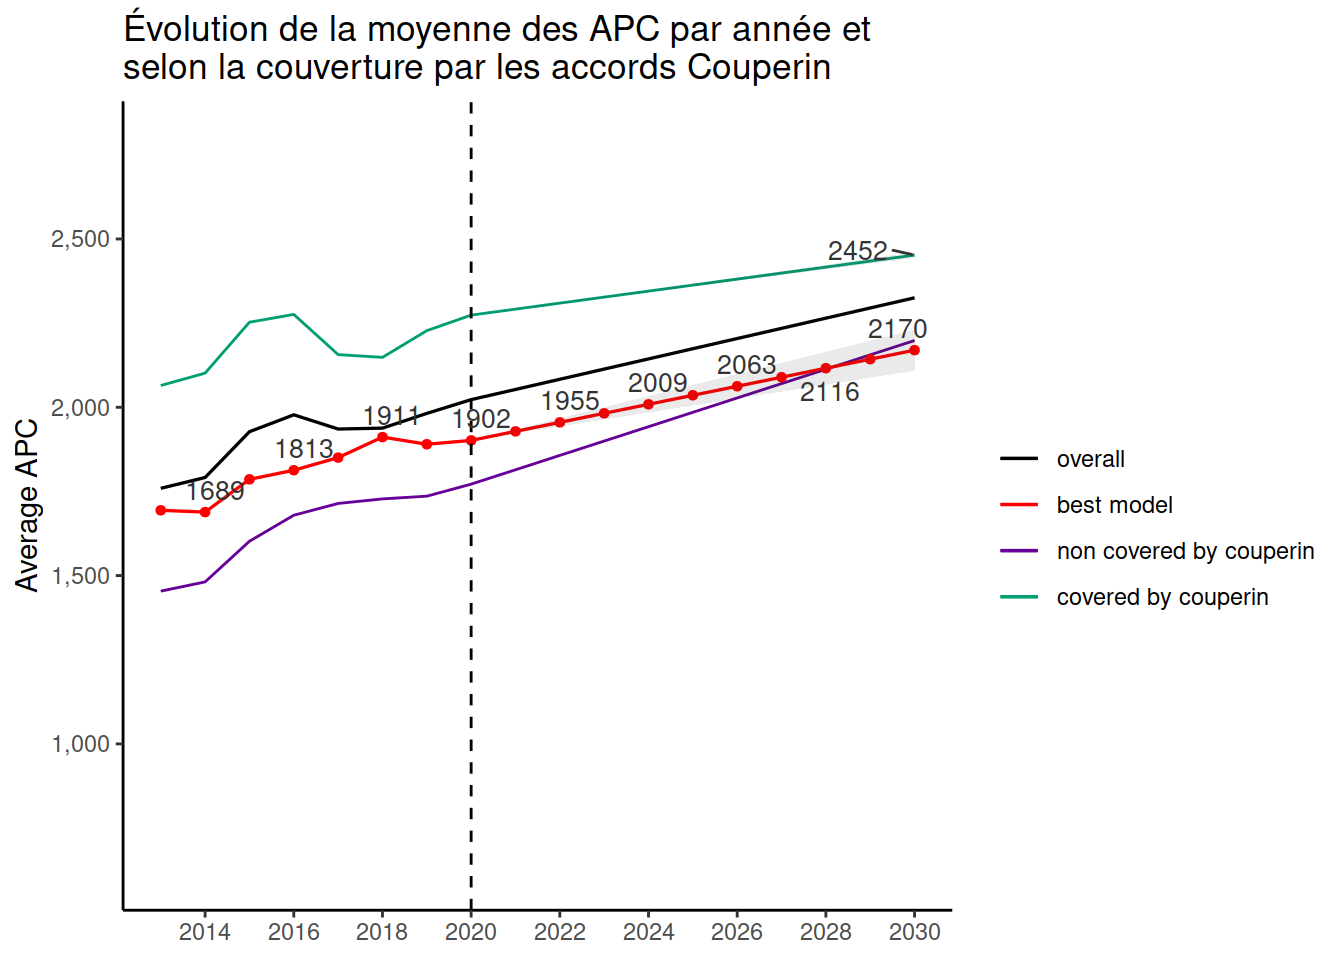 Évolution de la moyenne des APC par année et
selon la couverture par les accords Couperin
Average APC
2,500
2,000
1,500
1,000
1689
1813
1911
1902
1955
2009
2063
2116
2170
2452
2014 2016 2018 2020 2022 2024 2026 2028 2030
overall
best model
non covered by couperin
covered by couperin